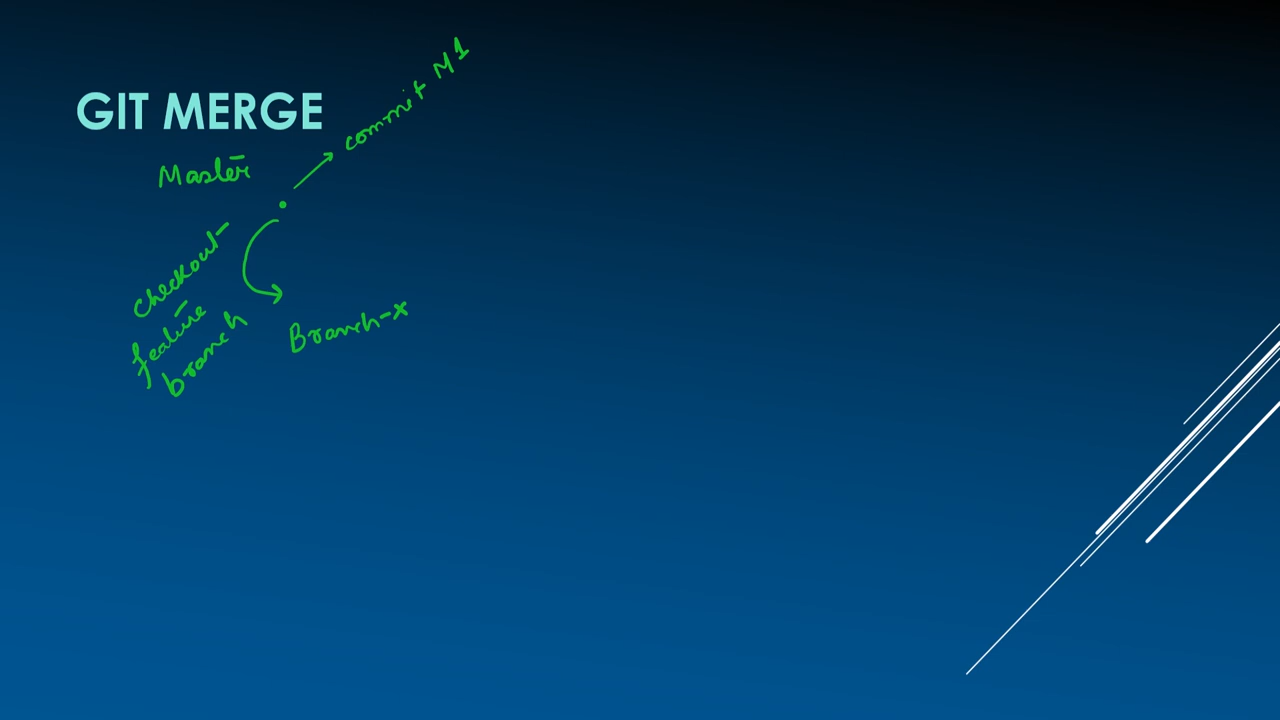 GIT MERGE
commit M1
Master
checkout
feature
branch
Branch-x